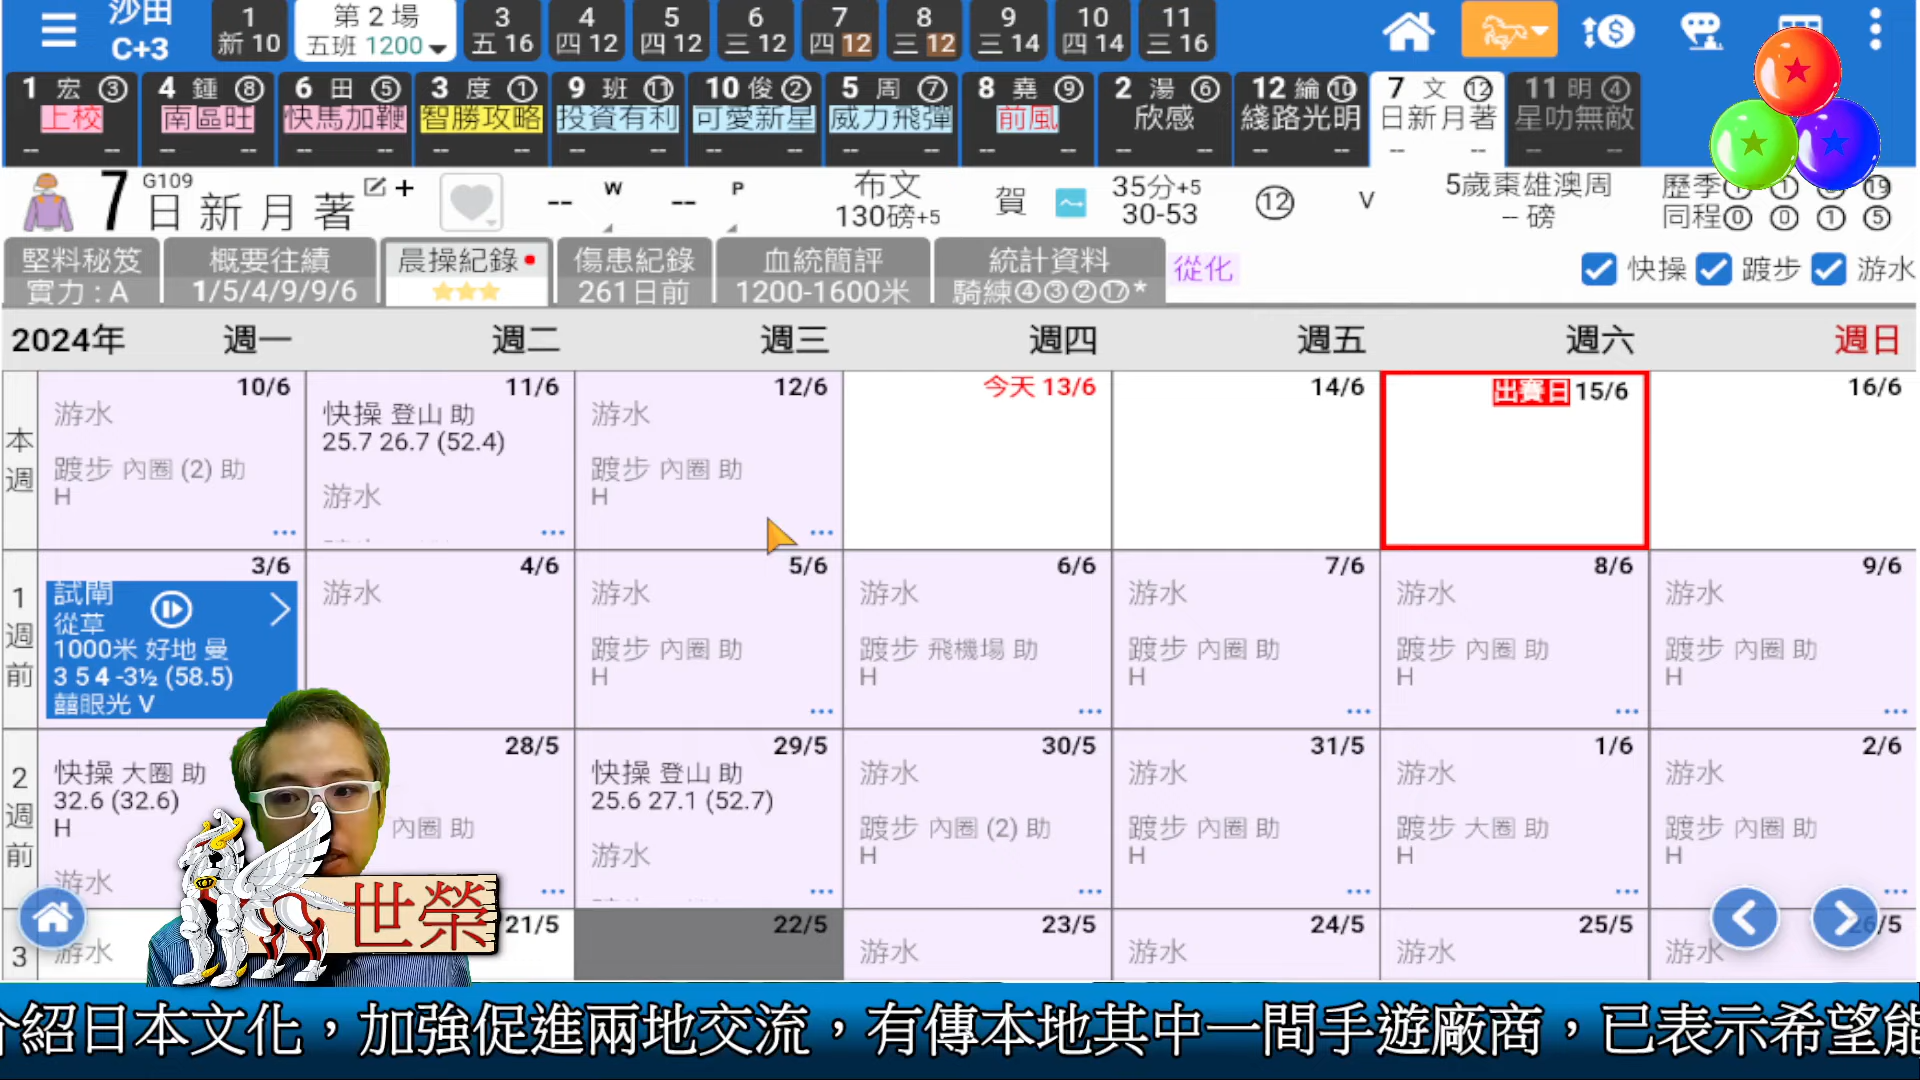 沙田 C+3
1 新 10
第 2 場 五班 1200
3 五 16
4 四 12
5 四 12
6 三 12
7 四 12
8 三 12
9 三 14
10 四 14
11 三 16
1 宏 ③ 上校 -- --
4 鍾 ⑧ 南區旺 -- --
6 田 ⑤ 快馬加鞭 -- --
3 度 ① 智勝攻略 -- --
9 班 ⑪ 投資有利 -- --
10 俊 ② 可愛新星 -- --
5 周 ⑦ 威力飛彈 -- --
8 堯 ⑨ 前風 -- --
2 湯 ⑥ 欣感 -- --
12 綸 ⑩ 綫路光明 -- --
7 文 ⑫ 日新月著 -- --
11 明 ④ 星叻無敵 -- --
7 G109 日新月著 +
-- W -- P
布文 130磅+5
賀
35分+5 30-53
⑫ V
5歲棗雄澳周 -- 磅
歷季 ① ① ⑲
同程 ⓪ ⓪ ① ⑤
堅料秘笈 實力 : A
概要往績 1/5/4/9/9/6
晨操紀錄 ★★★
傷患紀錄 261日前
血統簡評 1200-1600米
統計資料 騎練④③②⑰*
從化
快操 踱步 游水
2024年 週一 週二 週三 週四 週五 週六 週日
本週
10/6 游水
踱步 內圈 (2) 助
H
...
11/6
快操 登山 助
25.7 26.7 (52.4)
游水
...
12/6
游水
踱步 內圈 助
H
...
今天 13/6
14/6
出賽日 15/6
16/6
1週前
3/6
試閘
從草
1000米 好地 曼
3 5 4 -3½ (58.5)
囍眼光 V
4/6
游水
5/6
游水
踱步 內圈 助
H
...
6/6
游水
踱步 飛機場 助
H
...
7/6
游水
踱步 內圈 助
H
...
8/6
游水
踱步 內圈 助
H
...
9/6
游水
踱步 內圈 助
H
...
2週前
快操 大圈 助
32.6 (32.6)
H
游水
28/5
內圈 助
...
29/5
快操 登山 助
25.6 27.1 (52.7)
游水
...
30/5
游水
踱步 內圈 (2) 助
H
...
31/5
游水
踱步 內圈 助
H
...
1/6
游水
踱步 大圈 助
H
...
2/6
游水
踱步 內圈 助
H
...
3
游水
21/5
22/5
23/5
游水
24/5
游水
25/5
游水
游水
世榮
介紹日本文化，加強促進兩地交流，有傳本地其中一間手遊廠商，已表示希望能